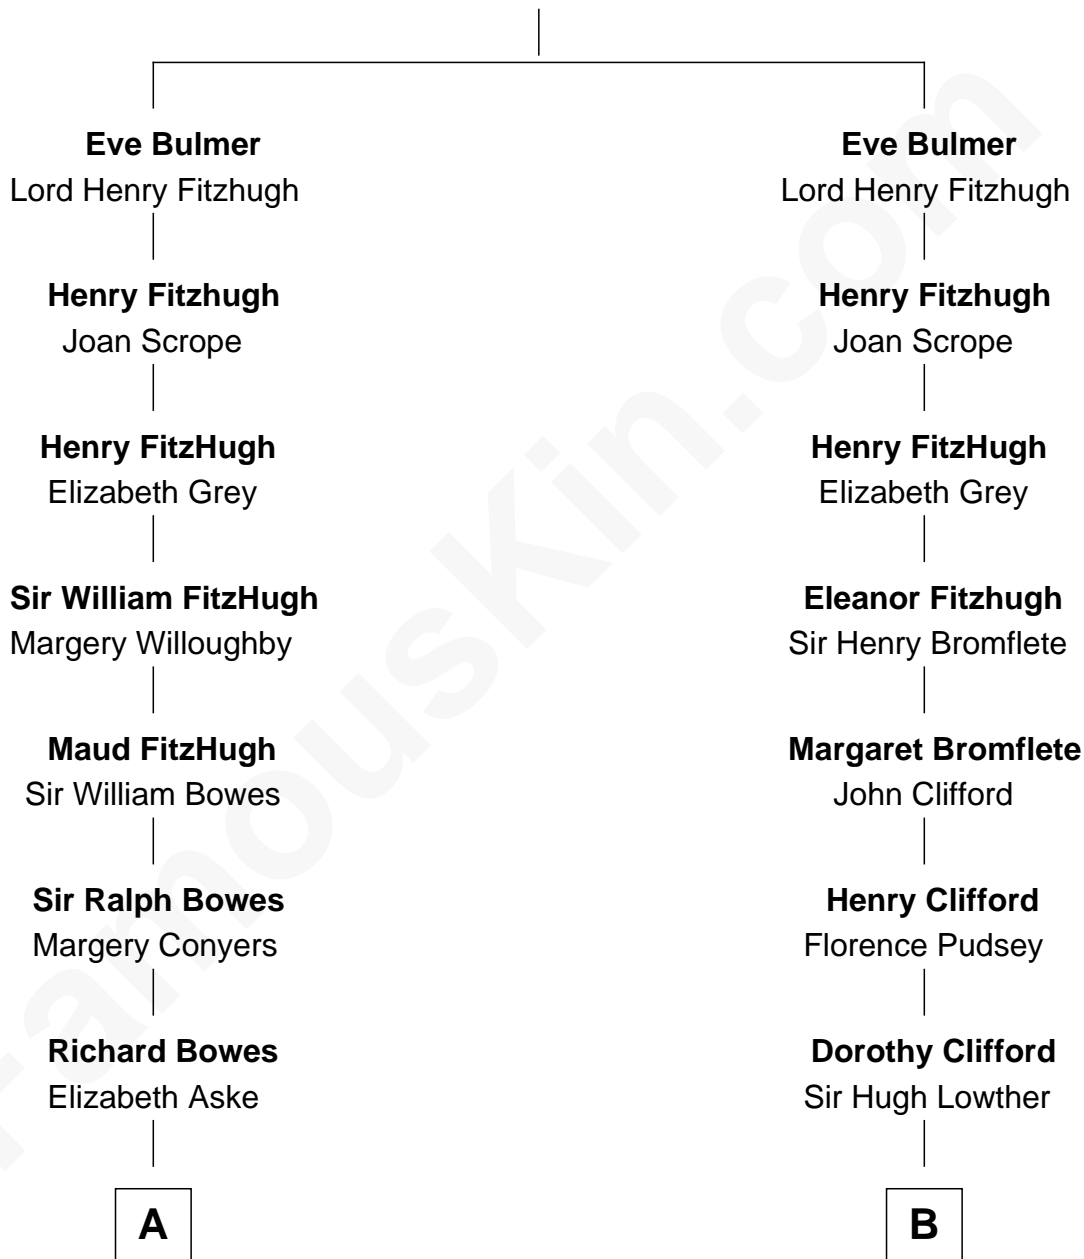 Eve Bulmer
Lord Henry Fitzhugh
Henry Fitzhugh
Joan Scrope
Henry FitzHugh
Elizabeth Grey
Sir William FitzHugh
Margery Willoughby
Maud FitzHugh
Sir William Bowes
Sir Ralph Bowes
Margery Conyers
Richard Bowes
Elizabeth Aske
A
Eve Bulmer
Lord Henry Fitzhugh
Henry Fitzhugh
Joan Scrope
Henry FitzHugh
Elizabeth Grey
Eleanor Fitzhugh
Sir Henry Bromflete
Margaret Bromflete
John Clifford
Henry Clifford
Florence Pudsey
Dorothy Clifford
Sir Hugh Lowther
B
FamousKin.com